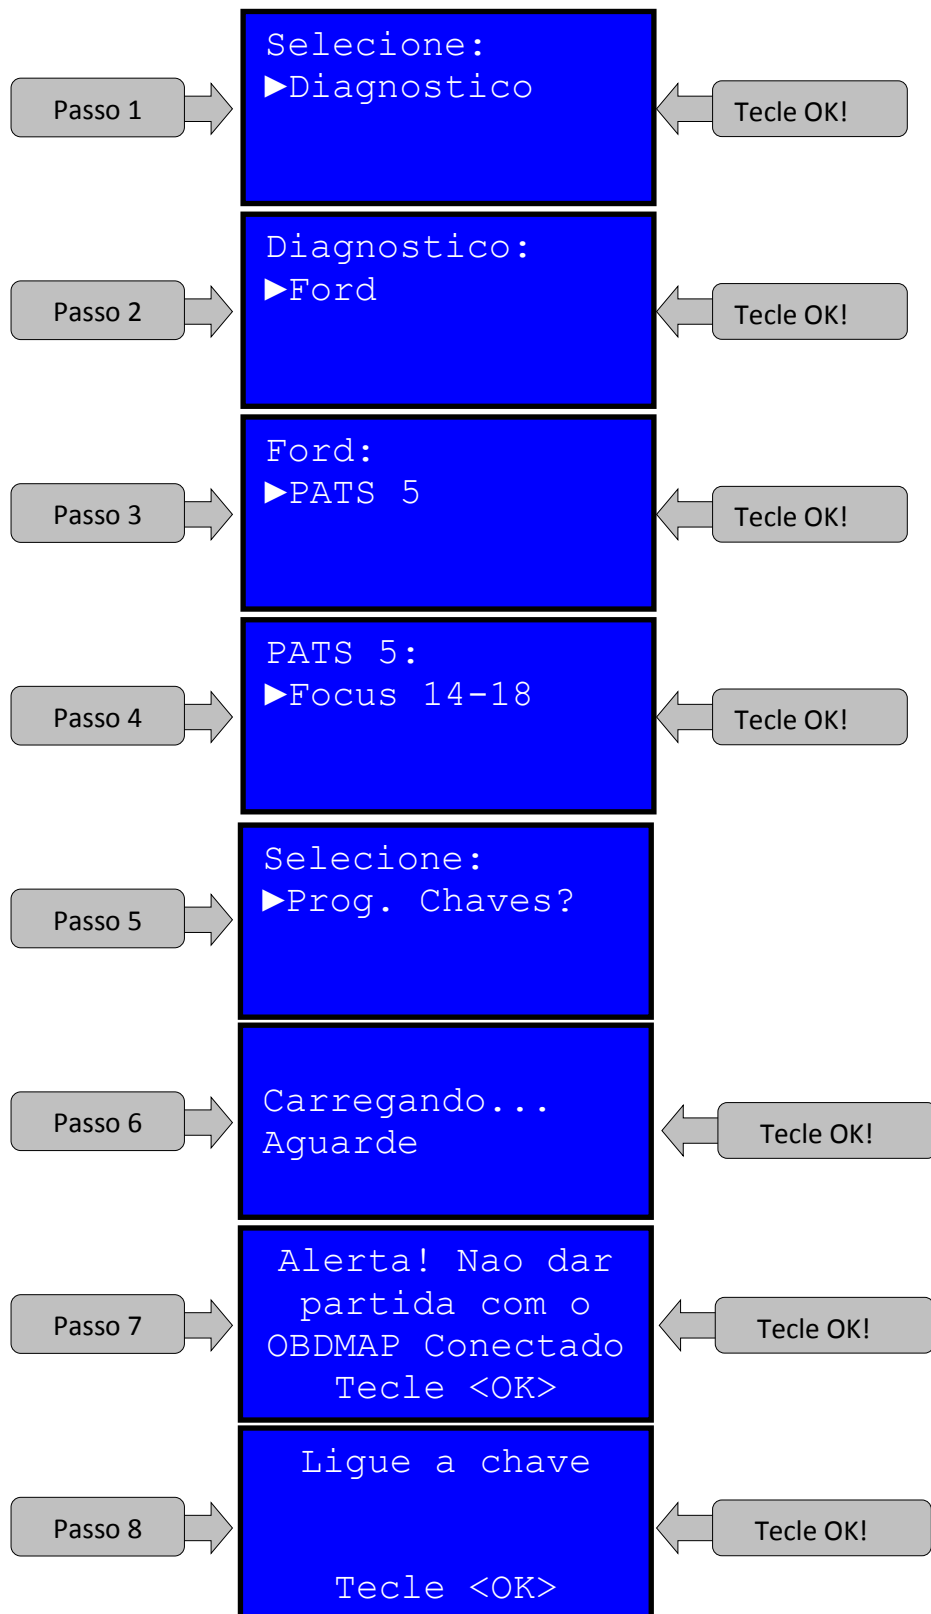 Selecione:
►Diagnostico
Passo 1
Tecle OK!
Diagnostico:
►Ford
Passo 2
Tecle OK!
Ford:
►PATS 5
Passo 3
Tecle OK!
PATS 5:
►Focus 14-18
Passo 4
Tecle OK!
Selecione:
►Prog. Chaves?
Passo 5
Carregando...
Aguarde
Passo 6
Tecle OK!
Alerta! Nao dar
partida com o
OBDMAP Conectado
Tecle <OK>
Passo 7
Tecle OK!
Ligue a chave
Tecle <OK>
Passo 8
Tecle OK!